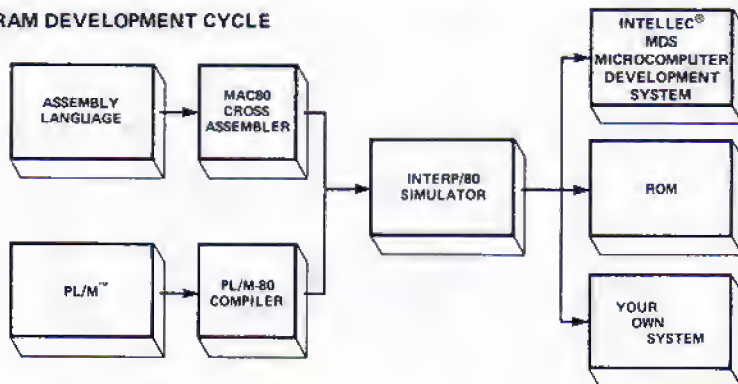 RAM DEVELOPMENT CYCLE
ASSEMBLY
LANGUAGE
MAC80
CROSS
ASSEMBLER
PL/M™
PL/M-80
COMPILER
INTERP/80
SIMULATOR
INTELLEC®
MDS
MICROCOMPUTER
DEVELOPMENT
SYSTEM
ROM
YOUR
OWN
SYSTEM